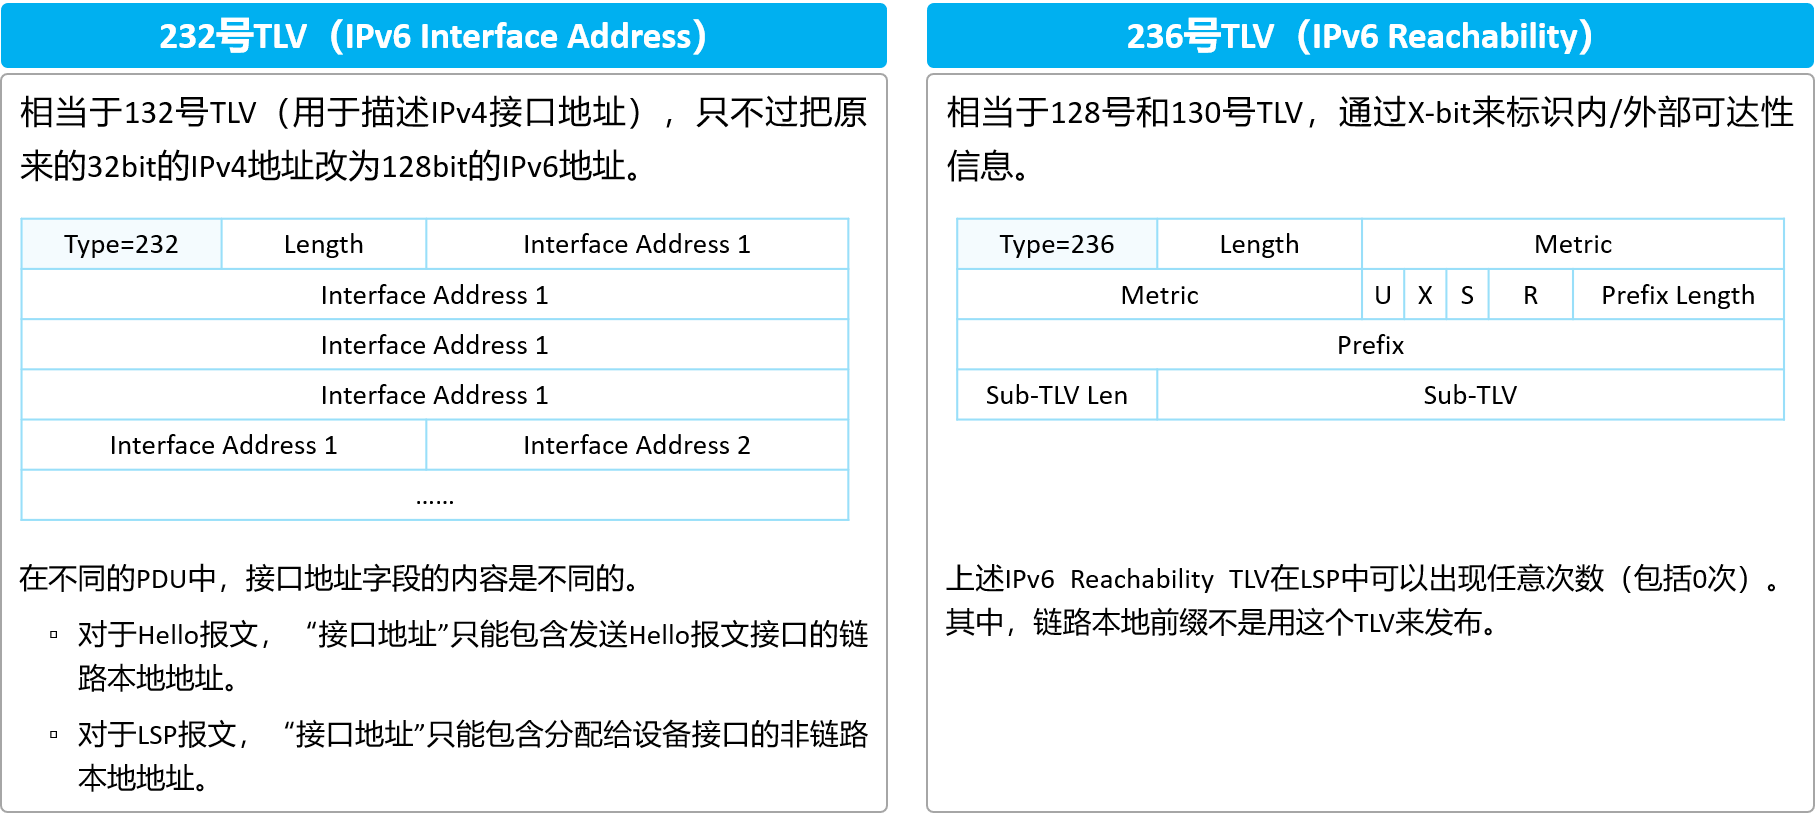 232号TLV（IPv6 Interface Address）
相当于132号TLV（用于描述IPv4接口地址），只不过把原
来的32bit的IPv4地址改为128bit的IPv6地址。
Type=232 Length Interface Address 1
Interface Address 1
Interface Address 1
Interface Address 1
Interface Address 1 Interface Address 2
……
在不同的PDU中，接口地址字段的内容是不同的。
▫ 对于Hello报文，“接口地址”只能包含发送Hello报文接口的链
路本地地址。
▫ 对于LSP报文，“接口地址”只能包含分配给设备接口的非链路
本地地址。
236号TLV（IPv6 Reachability）
相当于128号和130号TLV，通过X-bit来标识内/外部可达性
信息。
Type=236 Length Metric
Metric U X S R Prefix Length
Prefix
Sub-TLV Len Sub-TLV
上述IPv6 Reachability TLV在LSP中可以出现任意次数（包括0次）。
其中，链路本地前缀不是用这个TLV来发布。